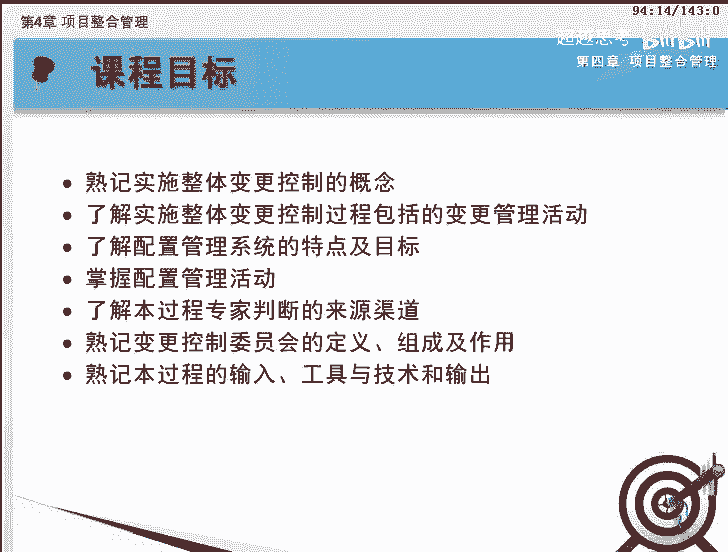 94:14/143:0
第4章 项目整合管理
超越思考 bilibili
第四章 项目整合管理
课程目标
• 熟记实施整体变更控制的概念
• 了解实施整体变更控制过程包括的变更管理活动
• 了解配置管理系统的特点及目标
• 掌握配置管理活动
• 了解本过程专家判断的来源渠道
• 熟记变更控制委员会的定义、组成及作用
• 熟记本过程的输入、工具与技术和输出